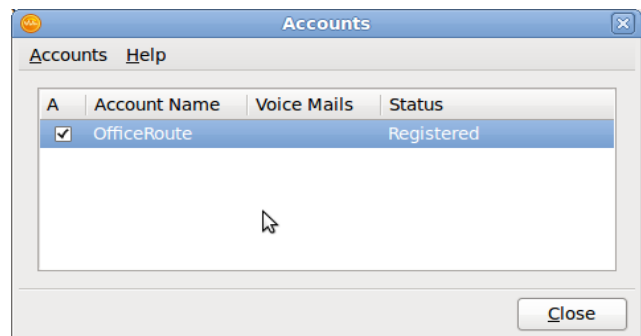 Accounts
Accounts Help
A Account Name Voice Mails Status
OfficeRoute Registered
Close